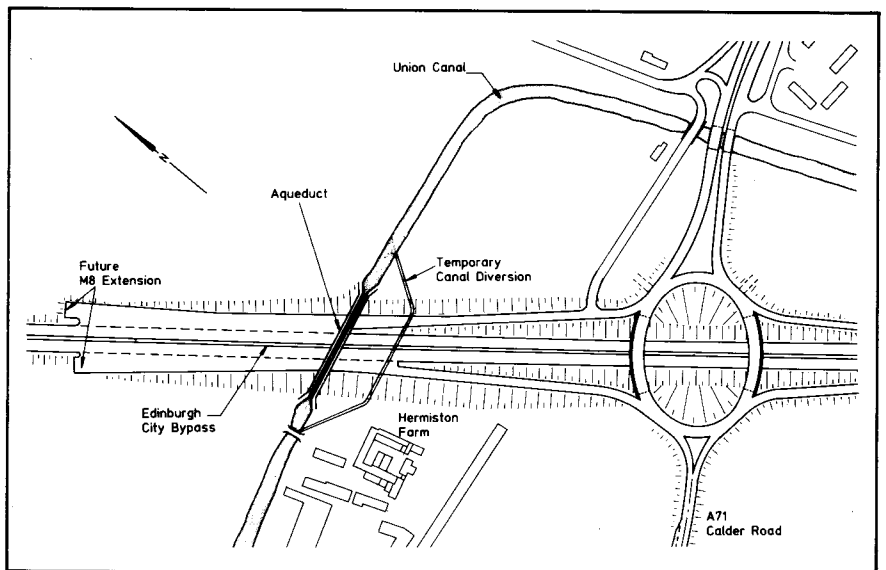 Union Canal
N
Aqueduct
Future
M8 Extension
Temporary
Canal Diversion
Edinburgh
City Bypass
Hermiston
Farm
A71
Calder Road